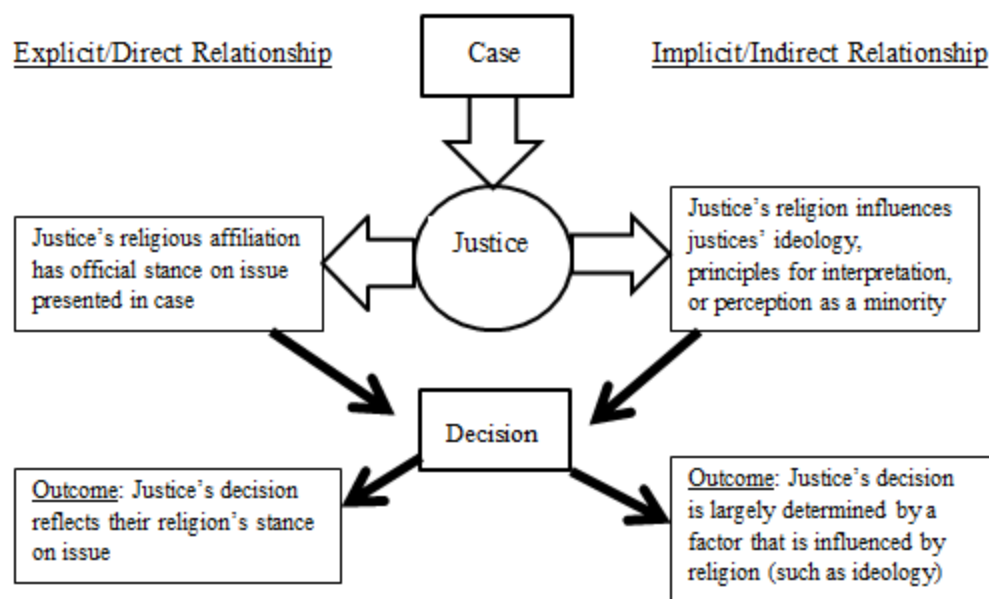 Explicit/Direct Relationship
Case
Implicit/Indirect Relationship
Justice
Justice’s religious affiliation
has official stance on issue
presented in case
Justice’s religion influences
justices’ ideology,
principles for interpretation,
or perception as a minority
Decision
Outcome: Justice’s decision
reflects their religion’s stance
on issue
Outcome: Justice’s decision
is largely determined by a
factor that is influenced by
religion (such as ideology)